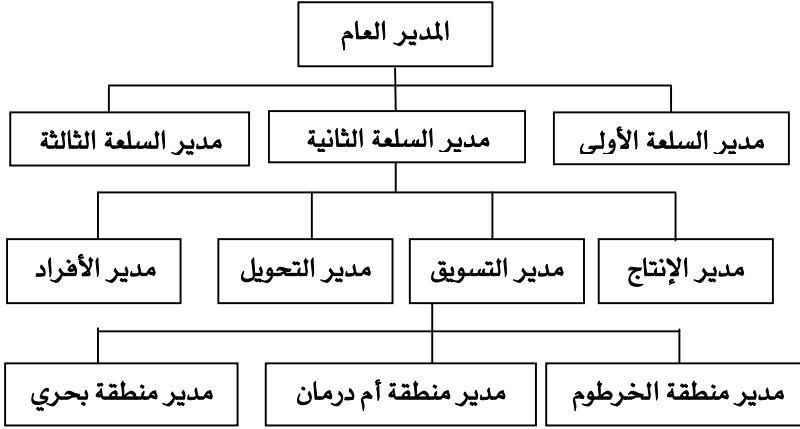 المدير العام
مدير السلعة الأولى
مدير السلعة الثانية
مدير السلعة الثالثة
مدير الإنتاج
مدير التسويق
مدير التحويل
مدير الأفراد
مدير منطقة الخرطوم
مدير منطقة أم درمان
مدير منطقة بحري